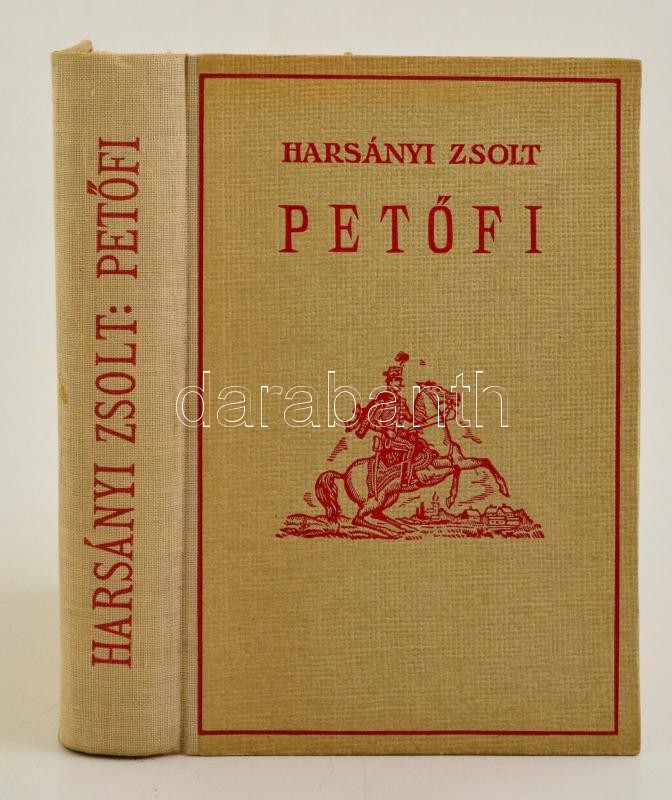 HARSÁNYI ZSOLT: PETŐFI
HARSÁNYI ZSOLT
PETŐFI
darabanth